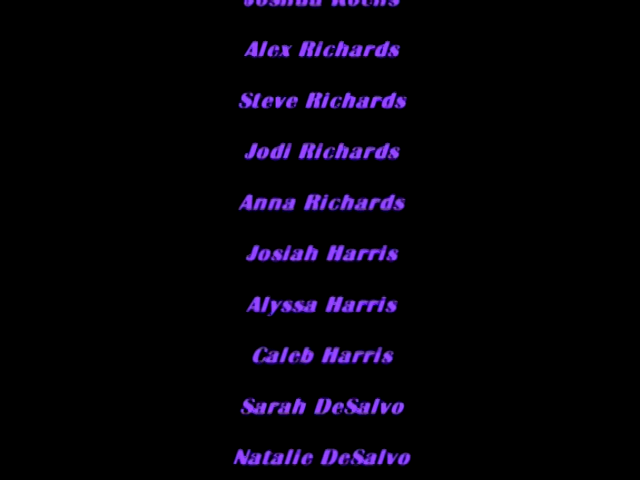 Alex Richards
Steve Richards
Jodi Richards
Anna Richards
Josiah Harris
Alyssa Harris
Caleb Harris
Sarah DeSalvo
Natalie DeSalvo